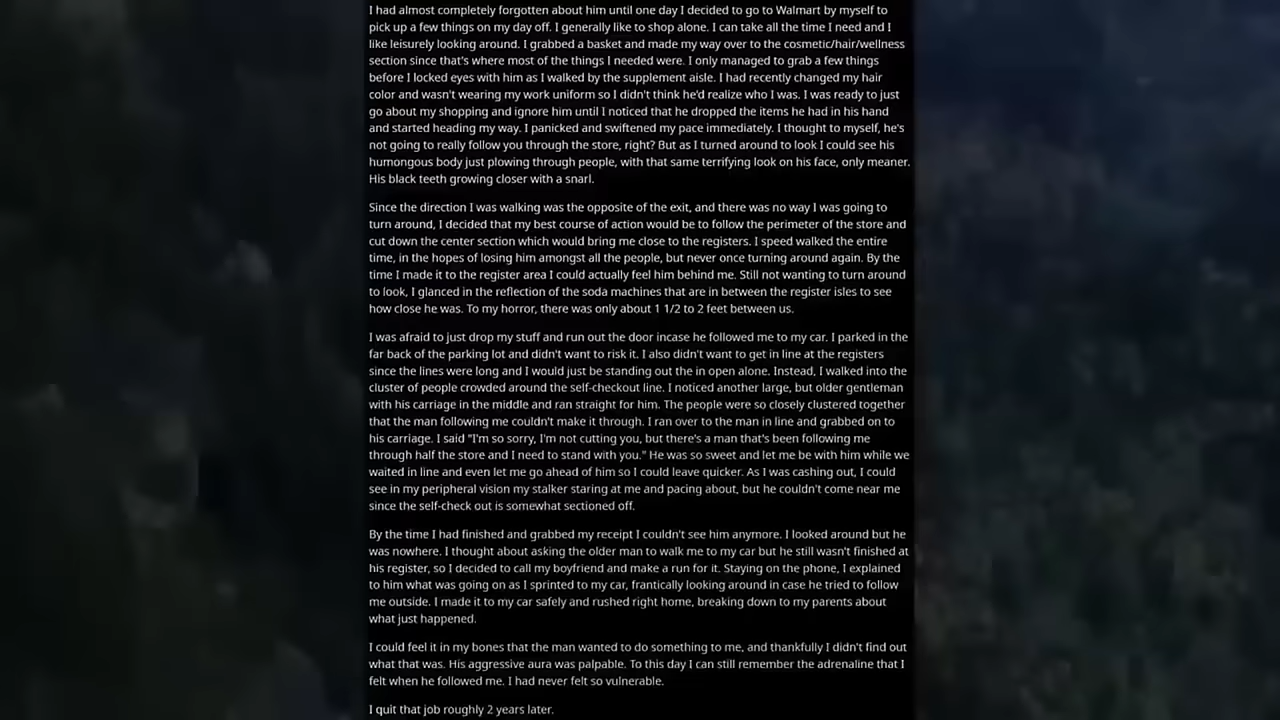 I had almost completely forgotten about him until one day I decided to go to Walmart by myself to
pick up a few things on my day off. I generally like to shop alone. I can take all the time I need and I
like leisurely looking around. I grabbed a basket and made my way over to the cosmetic/hair/wellness
section since that's where most of the things I needed were. I only managed to grab a few things
before I locked eyes with him as I walked by the supplement aisle. I had recently changed my hair
color and wasn't wearing my work uniform so I didn't think he'd realize who I was. I was ready to just
go about my shopping and ignore him until I noticed that he dropped the items he had in his hand
and started heading my way. I panicked and swiftened my pace immediately. I thought to myself, he's
not going to really follow you through the store, right? But as I turned around to look I could see his
humongous body just plowing through people, with that same terrifying look on his face, only meaner.
His black teeth growing closer with a snarl.
Since the direction I was walking was the opposite of the exit, and there was no way I was going to
turn around, I decided that my best course of action would be to follow the perimeter of the store and
cut down the center section which would bring me close to the registers. I speed walked the entire
time, in the hopes of losing him amongst all the people, but never once turning around again. By the
time I made it to the register area I could actually feel him behind me. Still not wanting to turn around
to look, I glanced in the reflection of the soda machines that are in between the register isles to see
how close he was. To my horror, there was only about 1 1/2 to 2 feet between us.
I was afraid to just drop my stuff and run out the door incase he followed me to my car. I parked in the
far back of the parking lot and didn't want to risk it. I also didn't want to get in line at the registers
since the lines were long and I would just be standing out the in open alone. Instead, I walked into the
cluster of people crowded around the self-checkout line. I noticed another large, but older gentleman
with his carriage in the middle and ran straight for him. The people were so closely clustered together
that the man following me couldn't make it through. I ran over to the man in line and grabbed on to
his carriage. I said "I'm so sorry, I'm not cutting you, but there's a man that's been following me
through half the store and I need to stand with you." He was so sweet and let me be with him while we
waited in line and even let me go ahead of him so I could leave quicker. As I was cashing out, I could
see in my peripheral vision my stalker staring at me and pacing about, but he couldn't come near me
since the self-check out is somewhat sectioned off.
By the time I had finished and grabbed my receipt I couldn't see him anymore. I looked around but he
was nowhere. I thought about asking the older man to walk me to my car but he still wasn't finished at
his register, so I decided to call my boyfriend and make a run for it. Staying on the phone, I explained
to him what was going on as I sprinted to my car, frantically looking around in case he tried to follow
me outside. I made it to my car safely and rushed right home, breaking down to my parents about
what just happened.
I could feel it in my bones that the man wanted to do something to me, and thankfully I didn't find out
what that was. His aggressive aura was palpable. To this day I can still remember the adrenaline that I
felt when he followed me. I had never felt so vulnerable.
I quit that job roughly 2 years later.